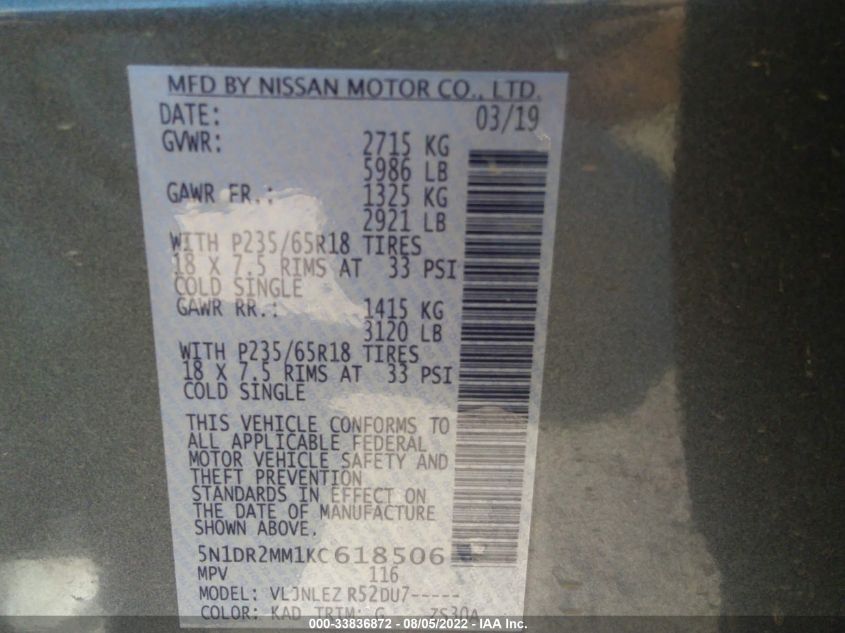 MFD BY NISSAN MOTOR CO., LTD.
DATE: 03/19
GVWR: 2715 KG
5986 LB
GAWR FR.: 1325 KG
2921 LB
WITH P235/65R18 TIRES
18 X 7.5 RIMS AT 33 PSI
COLD SINGLE
GAWR RR.: 1415 KG
3120 LB
WITH P235/65R18 TIRES
18 X 7.5 RIMS AT 33 PSI
COLD SINGLE
THIS VEHICLE CONFORMS TO
ALL APPLICABLE FEDERAL
MOTOR VEHICLE SAFETY AND
THEFT PREVENTION
STANDARDS IN EFFECT ON
THE DATE OF MANUFACTURE
SHOWN ABOVE.
5N1DR2MM1KC618506
MPV 116
MODEL: VLJNLEZ R52DU7-----
COLOR: KAD TRIM: G ZS30A
000-33836872 - 08/05/2022 - IAA Inc.